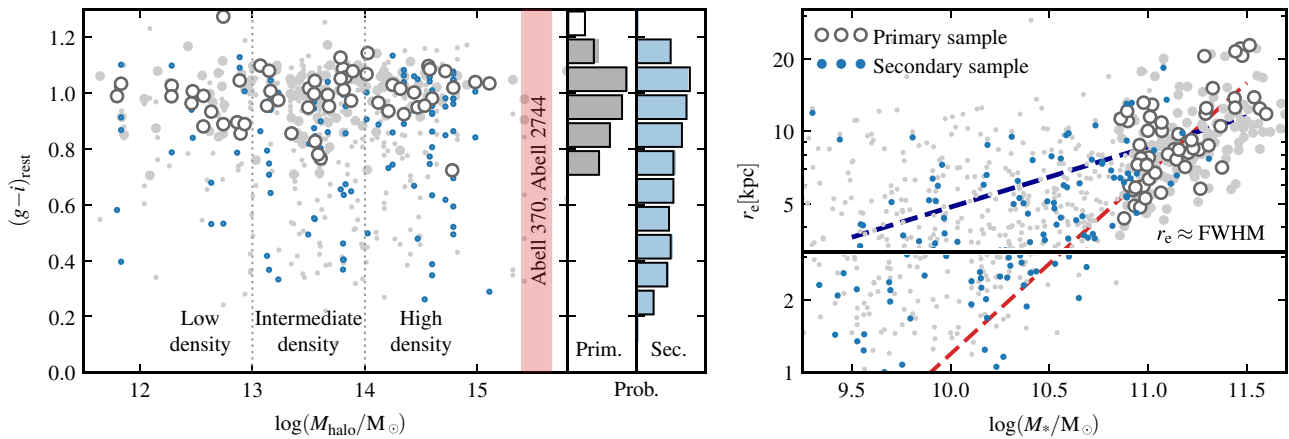 1.2
1.0
0.8
0.6
0.4
0.2
0.0
(g−i)rest
Low
density
Intermediate
density
High
density
Abell 370, Abell 2744
Prim.
Sec.
12
13
14
15
Prob.
log(Mhalo/M⊙)
Primary sample
Secondary sample
20
10
5
2
1
re[kpc]
re ≈ FWHM
9.5
10.0
10.5
11.0
11.5
log(M*/M⊙)